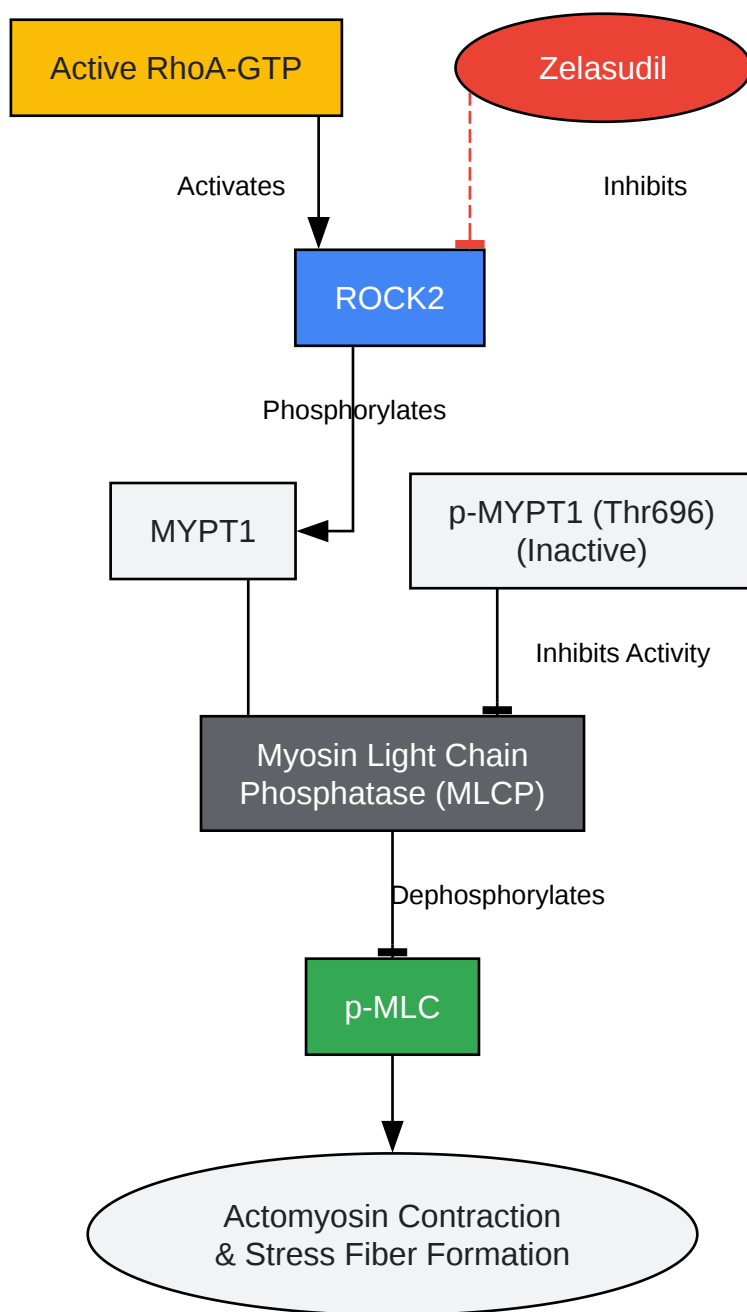 Active RhoA-GTP
Zelasudil
Activates
Inhibits
ROCK2
Phosphorylates
MYPT1
p-MYPT1 (Thr696)
(Inactive)
Inhibits Activity
Myosin Light Chain
Phosphatase (MLCP)
Dephosphorylates
p-MLC
Actomyosin Contraction
& Stress Fiber Formation